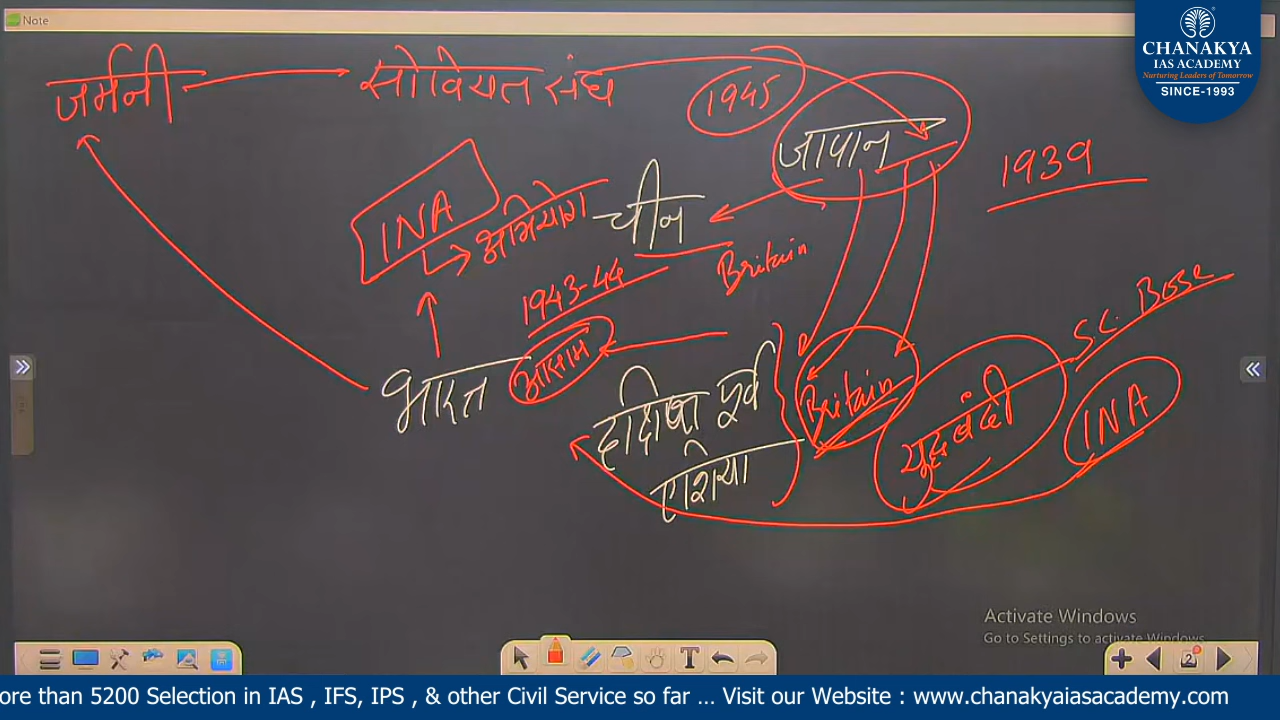 Note
CHANAKYA
IAS ACADEMY
Nurturing Leaders of Tomorrow
SINCE-1993
जर्मनी सोवियत संघ 1945
जापान 1939
INA अभियोग चीन
1943-44 Britain
S.C. Bose
भारत आसाम दक्षिण पूर्व Britain युद्धबंदी INA
एशिया
Activate Windows
Go to Settings to activate Windows.
T 2
ore than 5200 Selection in IAS , IFS, IPS , & other Civil Service so far ... Visit our Website : www.chanakyaiasacademy.com